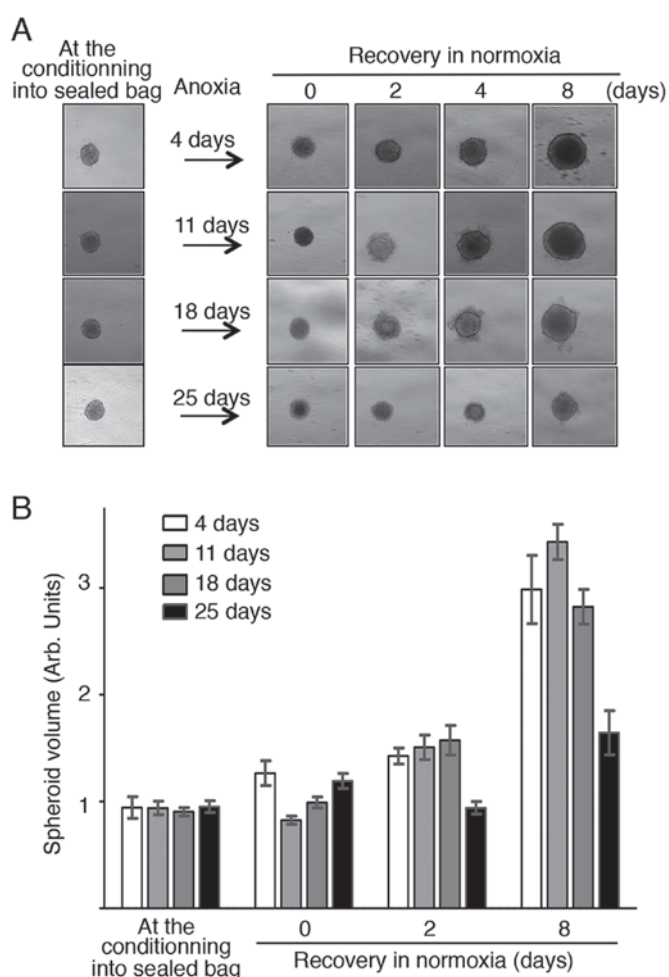 A
At the
conditionning
into sealed bag
Anoxia
Recovery in normoxia
0 2 4 8 (days)
4 days
11 days
18 days
25 days
B
Spheroid volume (Arb. Units)
3
2
1
4 days
11 days
18 days
25 days
At the
conditionning
into sealed bag
0 2 8
Recovery in normoxia (days)